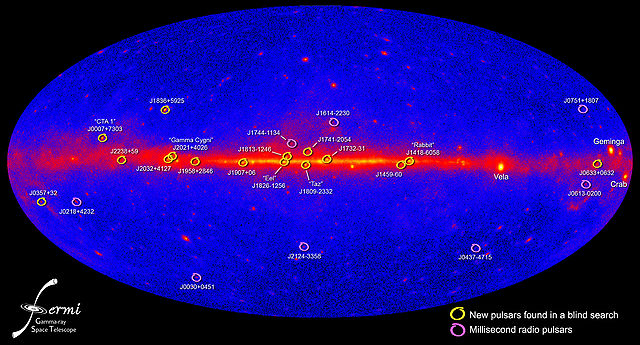 J1836+5925
J0751+1807
J1614-2230
"CTA 1"
J0007+7303
"Gamma Cygni"
J2021+4026
J1744-1134
J1813-1246
J1741-2054
J1732-31
"Rabbit"
J1418-6058
Geminga
J2238+59
J2032+4127
J1958+2846
J1907+06
"Eel"
J1826-1256
"Taz"
J1809-2332
J1459-60
Vela
J0633+0632
Crab
J0613-0200
J0357+32
J0218+4232
J2124-3358
J0437-4715
J0030+0451
Fermi
Gamma-ray
Space Telescope
New pulsars found in a blind search
Millisecond radio pulsars